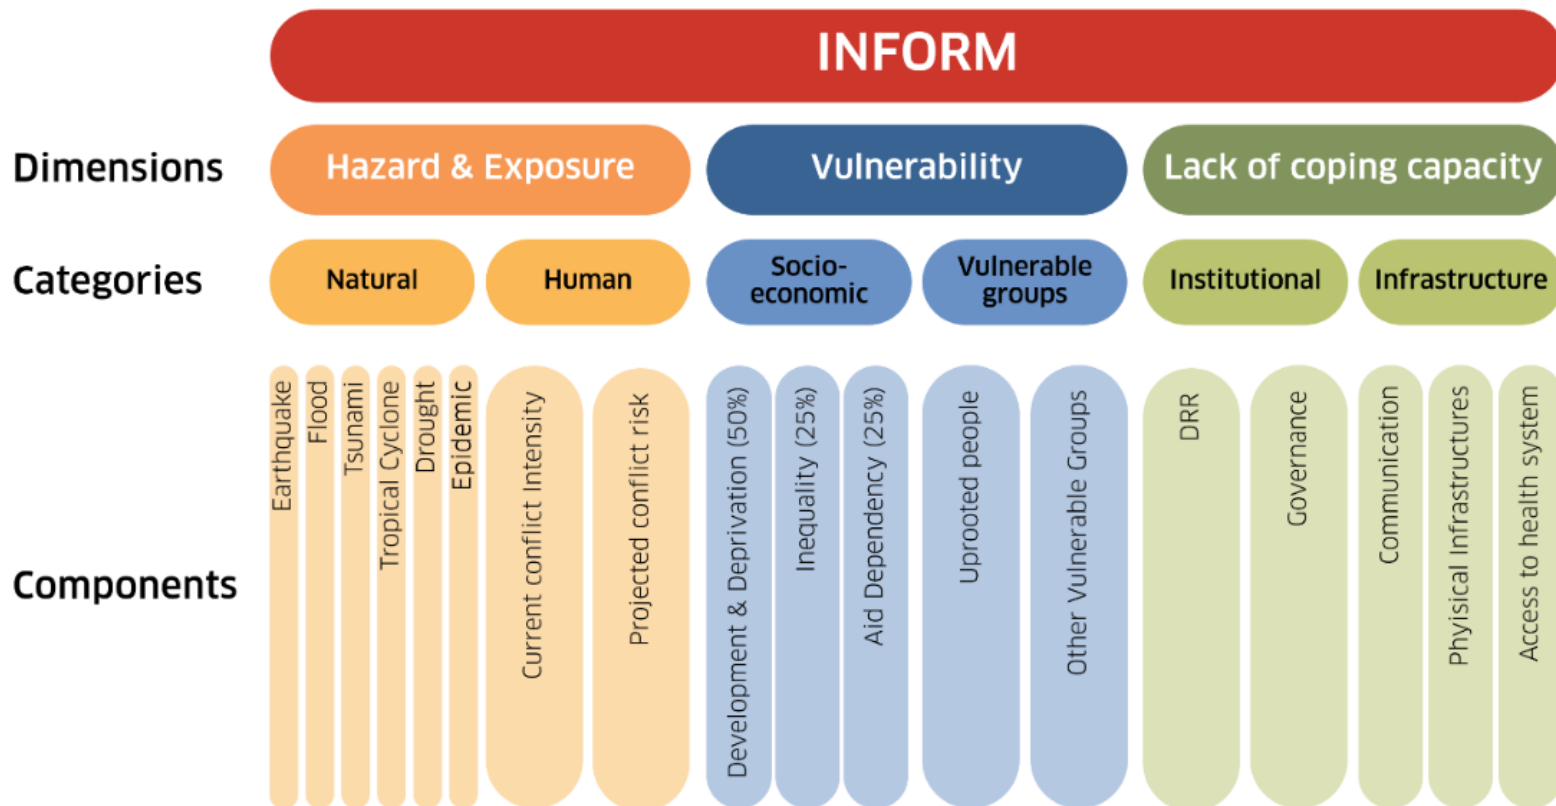 INFORM
Dimensions
Hazard & Exposure
Vulnerability
Lack of coping capacity
Categories
Natural
Human
Socio-
economic
Vulnerable
groups
Institutional
Infrastructure
Components
Earthquake
Flood
Tsunami
Tropical Cyclone
Drought
Epidemic
Current conflict Intensity
Projected conflict risk
Development & Deprivation (50%)
Inequality (25%)
Aid Dependency (25%)
Uprooted people
Other Vulnerable Groups
DRR
Governance
Communication
Phyisical Infrastructures
Access to health system